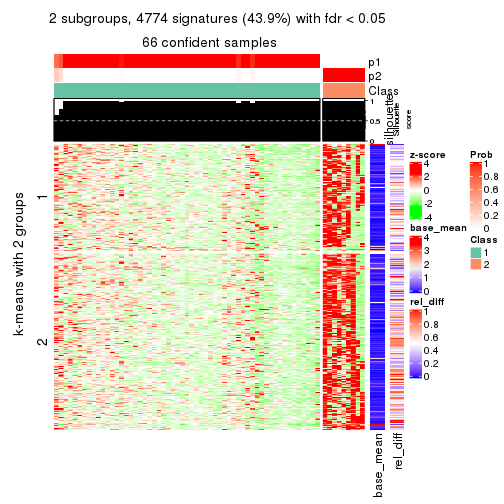 2 subgroups, 4774 signatures (43.9%) with fdr < 0.05
66 confident samples
p1
p2
Class
1
0.5
0
silhouette
Silhouette
score
k-means with 2 groups
1
2
base_mean
rel_diff
z-score
4
2
0
-2
-4
base_mean
4
3
2
1
0
rel_diff
1
0.8
0.6
0.4
0.2
0
Prob
1
0.8
0.6
0.4
0.2
0
Class
1
2